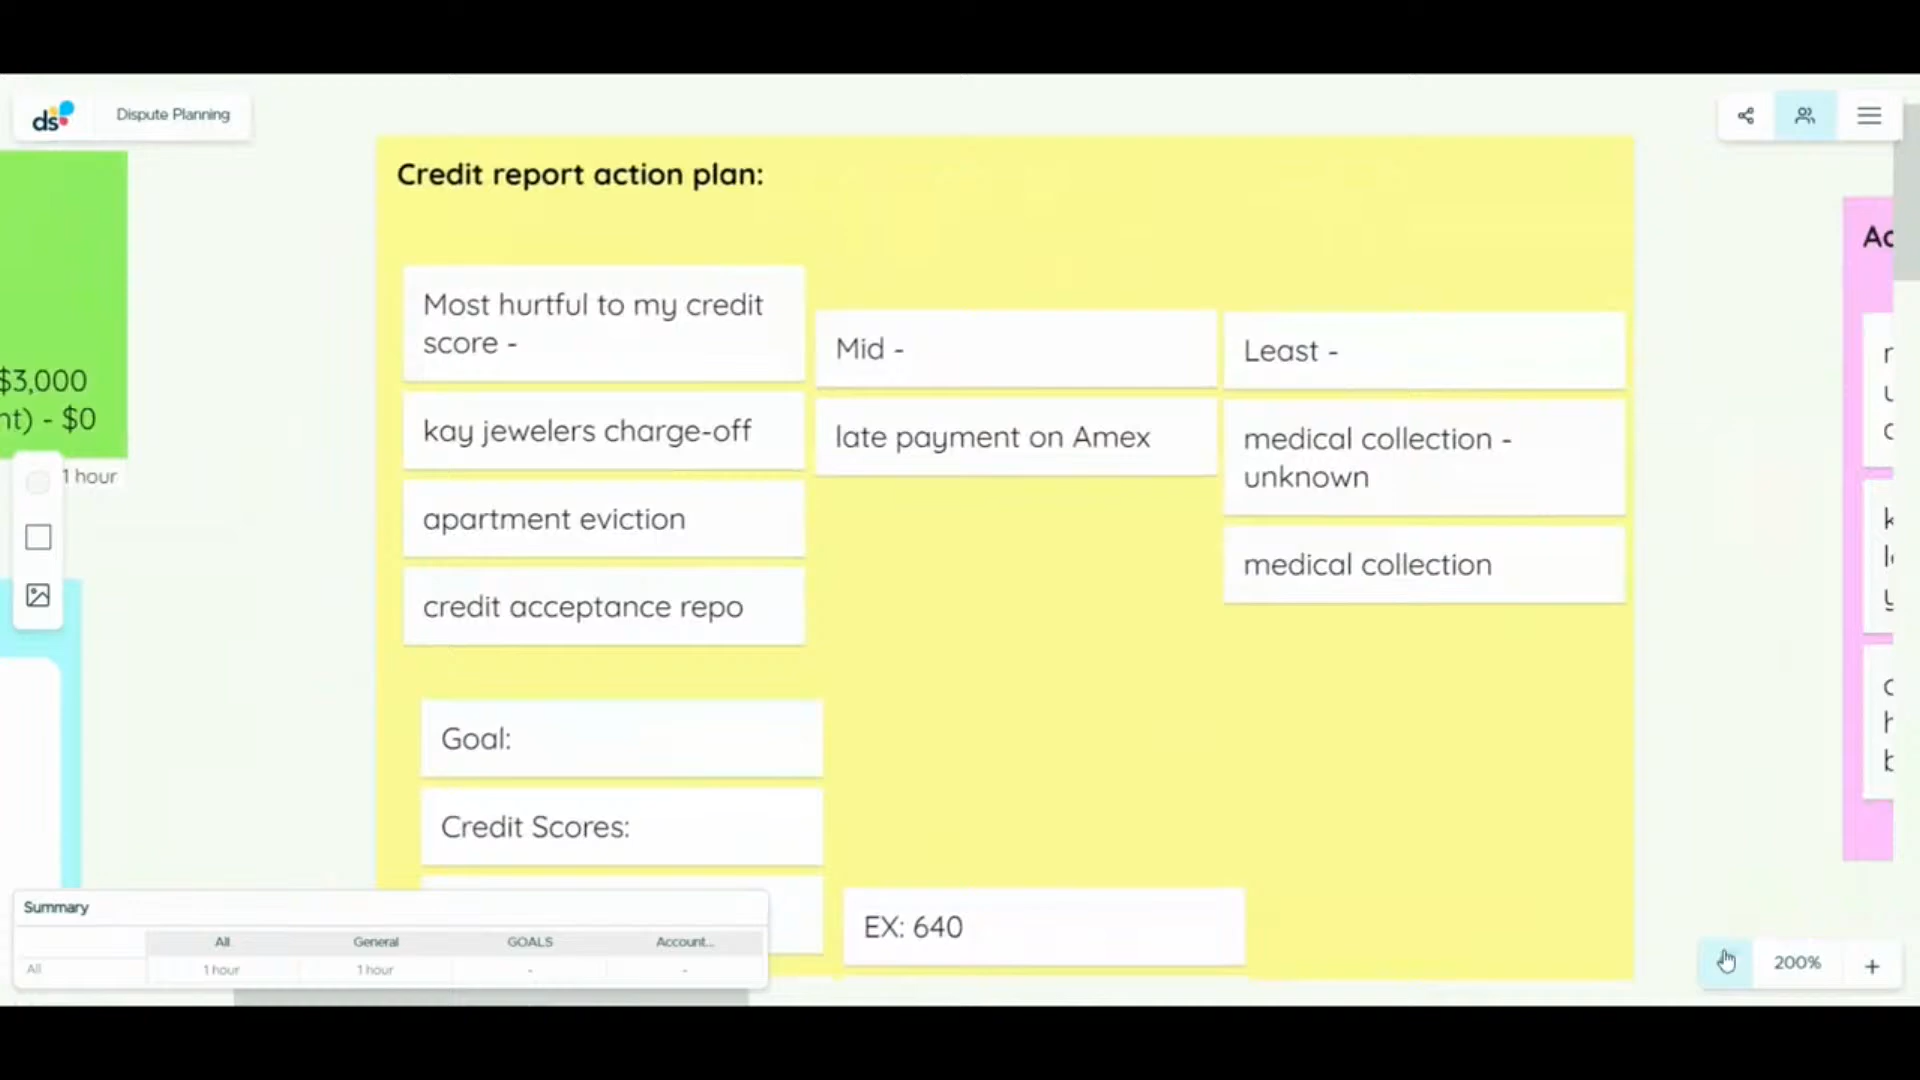 ds
Dispute Planning
Credit report action plan:
Most hurtful to my credit
score -
kay jewelers charge-off
apartment eviction
credit acceptance repo
Mid -
late payment on Amex
Least -
medical collection -
unknown
medical collection
Goal:
Credit Scores:
EX: 640
$3,000
nt) - $0
1 hour
Ac
Summary
All General GOALS Account...
All 1 hour 1 hour - -
200%